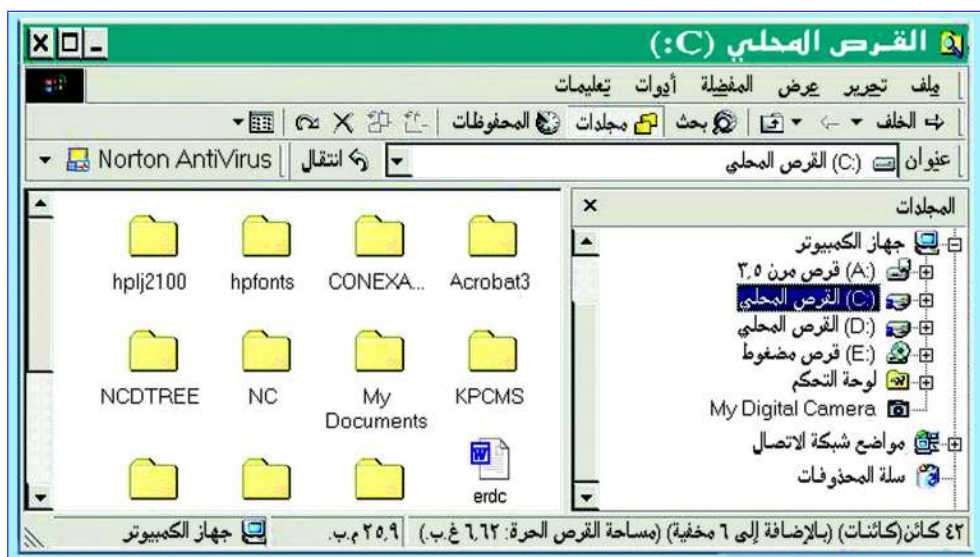 القرص المحلي (C:)
ملف تحرير عرض المفضلة أدوات تعليمات
الخلف بحث مجلدات المحفوظات
عنوان (C:) القرص المحلي انتقال Norton AntiVirus
المجلدات
جهاز الكمبيوتر
(A:) قرص مرن ٣,٥
(C:) القرص المحلي
(D:) القرص المحلي
(E:) قرص مضغوط
لوحة التحكم
My Digital Camera
مواضع شبكة الاتصال
سلة المحذوفات
hplj2100 hpfonts CONEXA... Acrobat3
NCDTREE NC My Documents KPCMS
erdc
٤٢ كائن(كائنات) (بالإضافة إلى ٦ مخفية) (مساحة القرص الحرة: ٦,٦٢ غ.ب.) ٢٥,٩ م.ب. جهاز الكمبيوتر